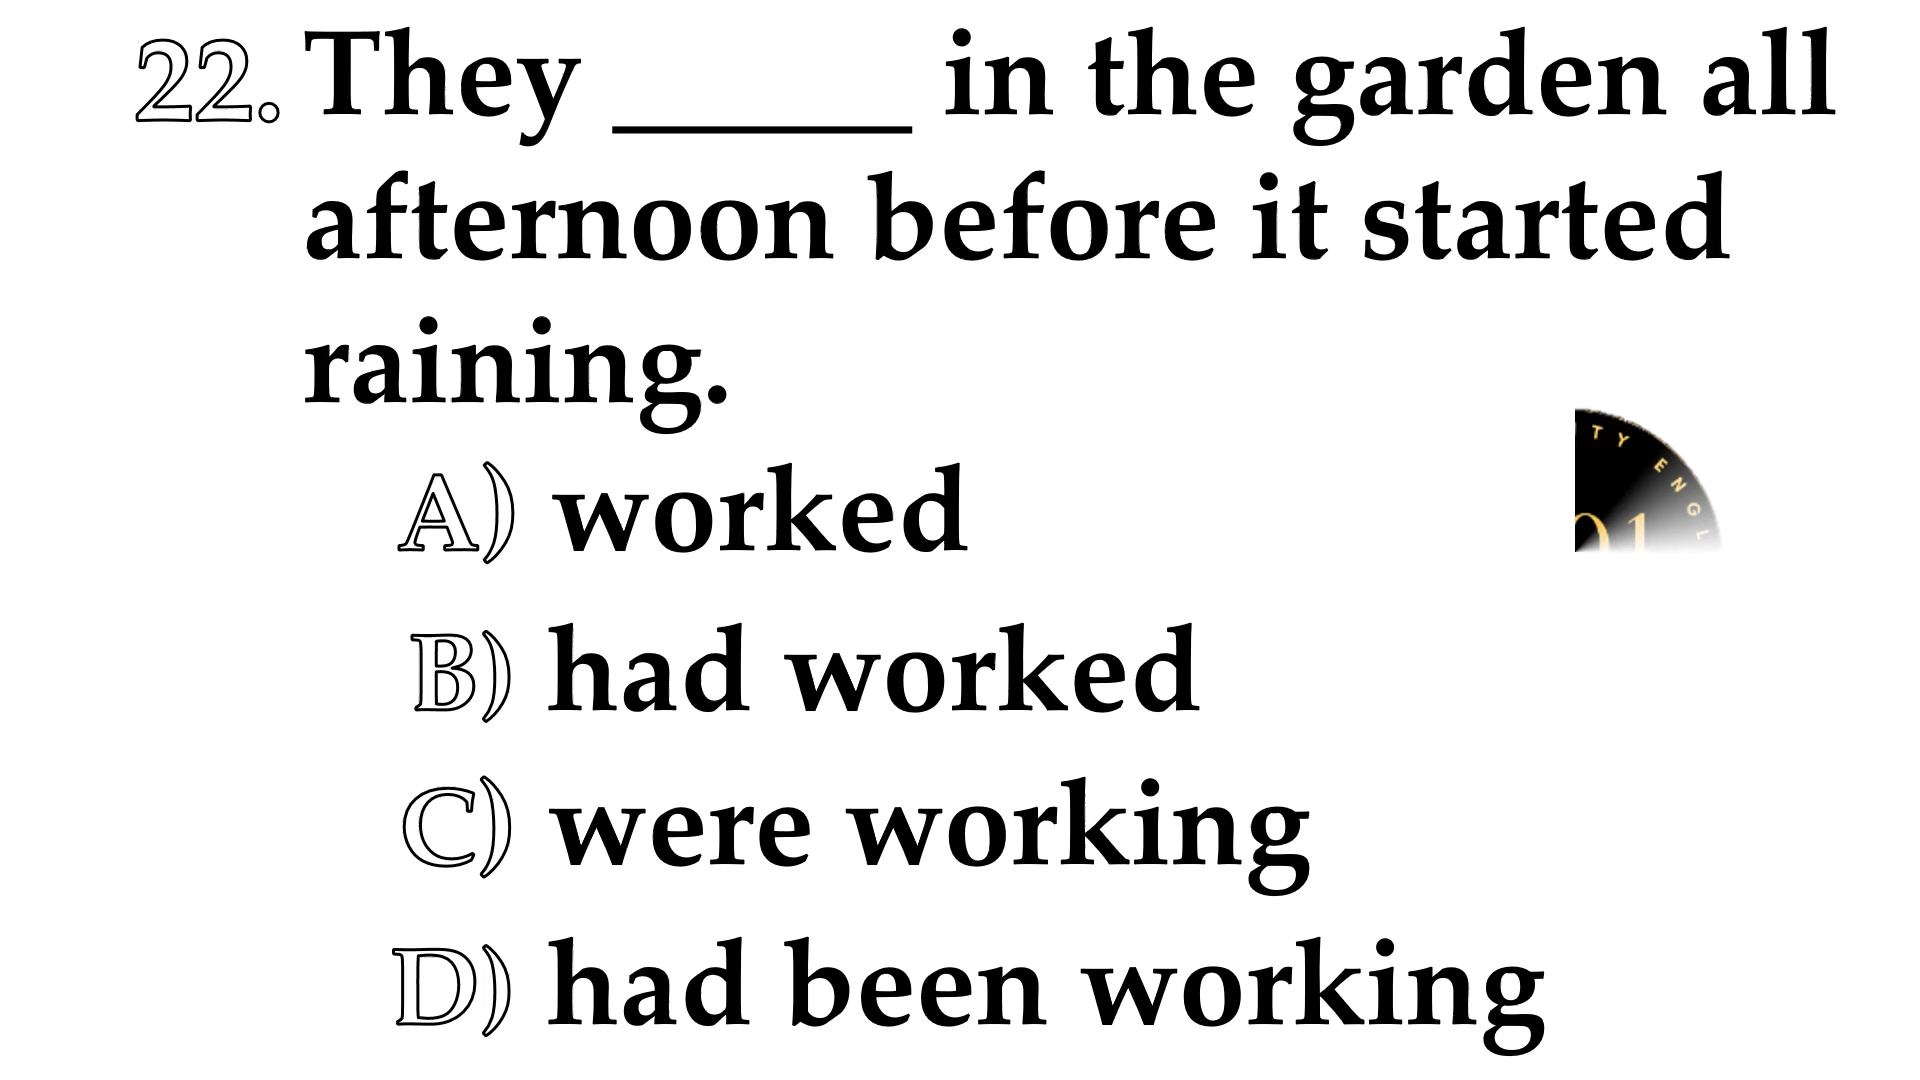 22. They ______ in the garden all
afternoon before it started
raining.
A) worked
B) had worked
C) were working
D) had been working